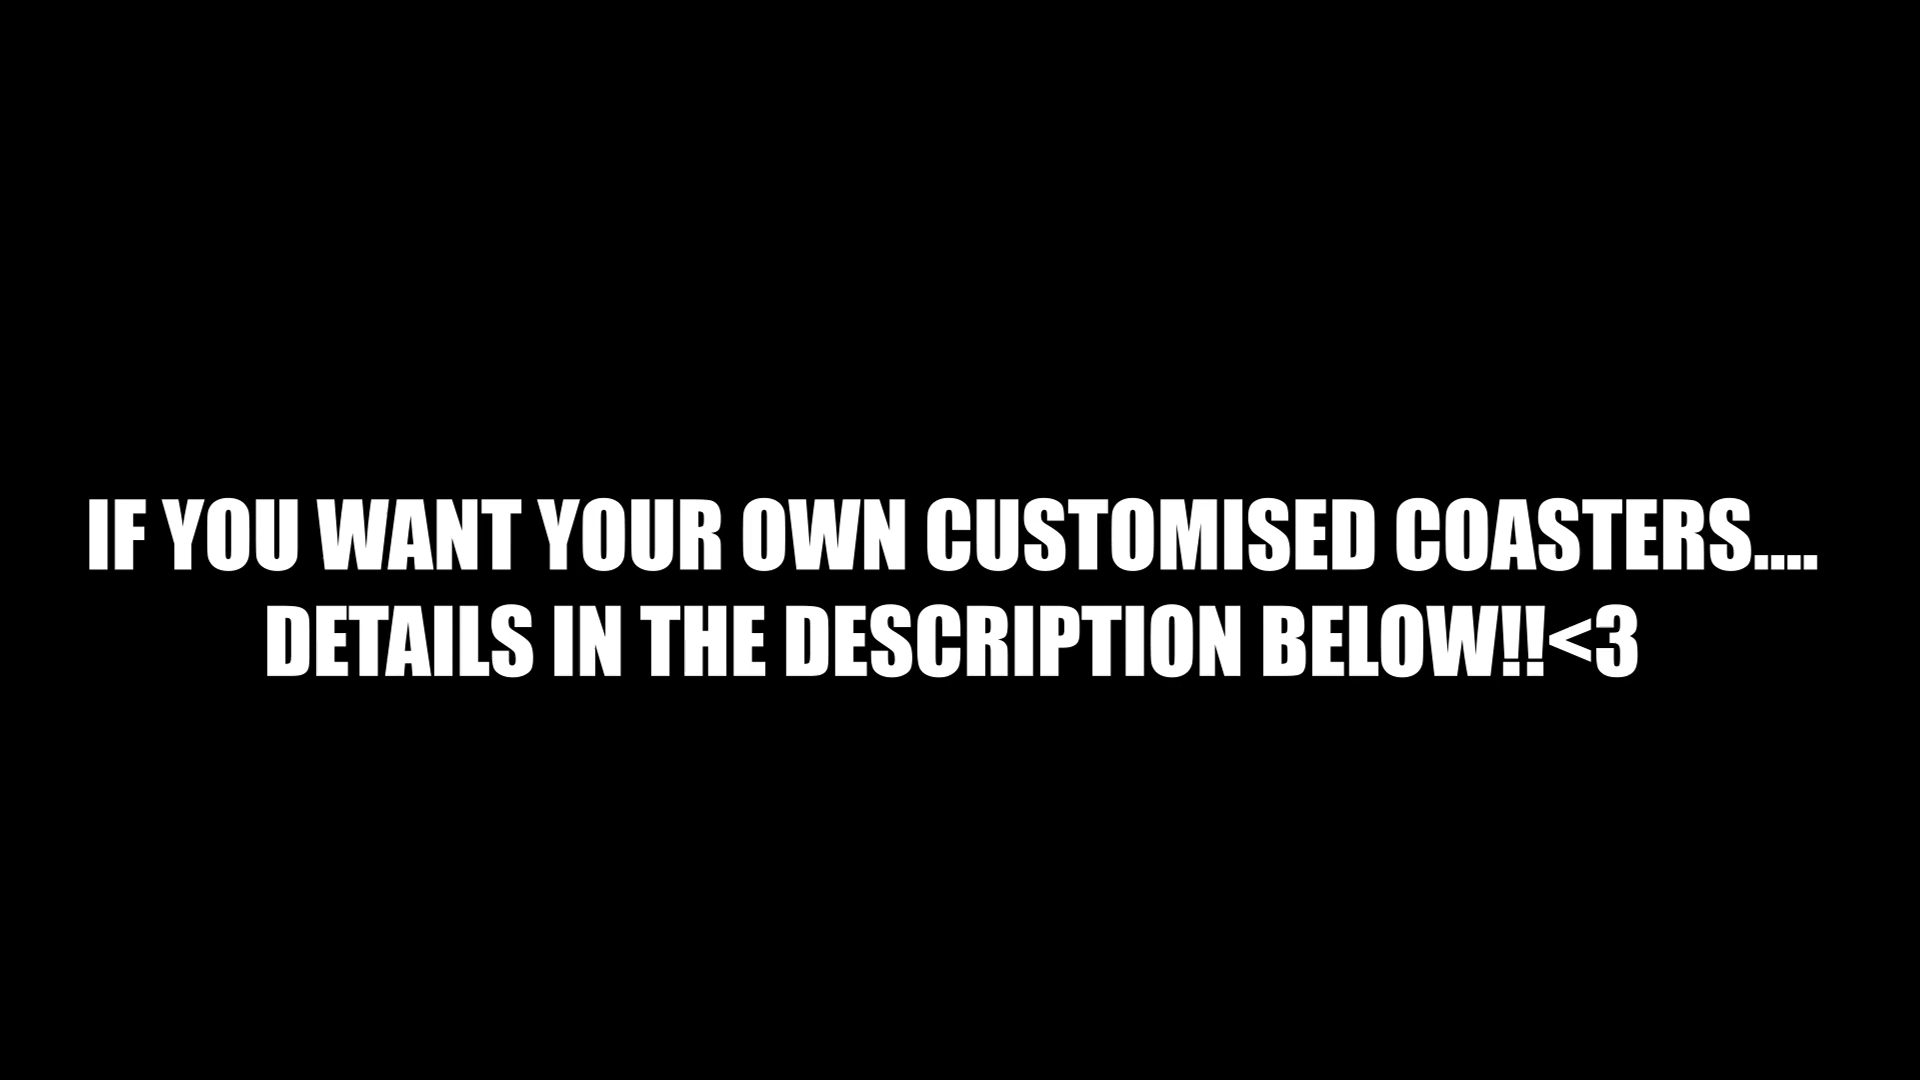 IF YOU WANT YOUR OWN CUSTOMISED COASTERS....
DETAILS IN THE DESCRIPTION BELOW!!<3